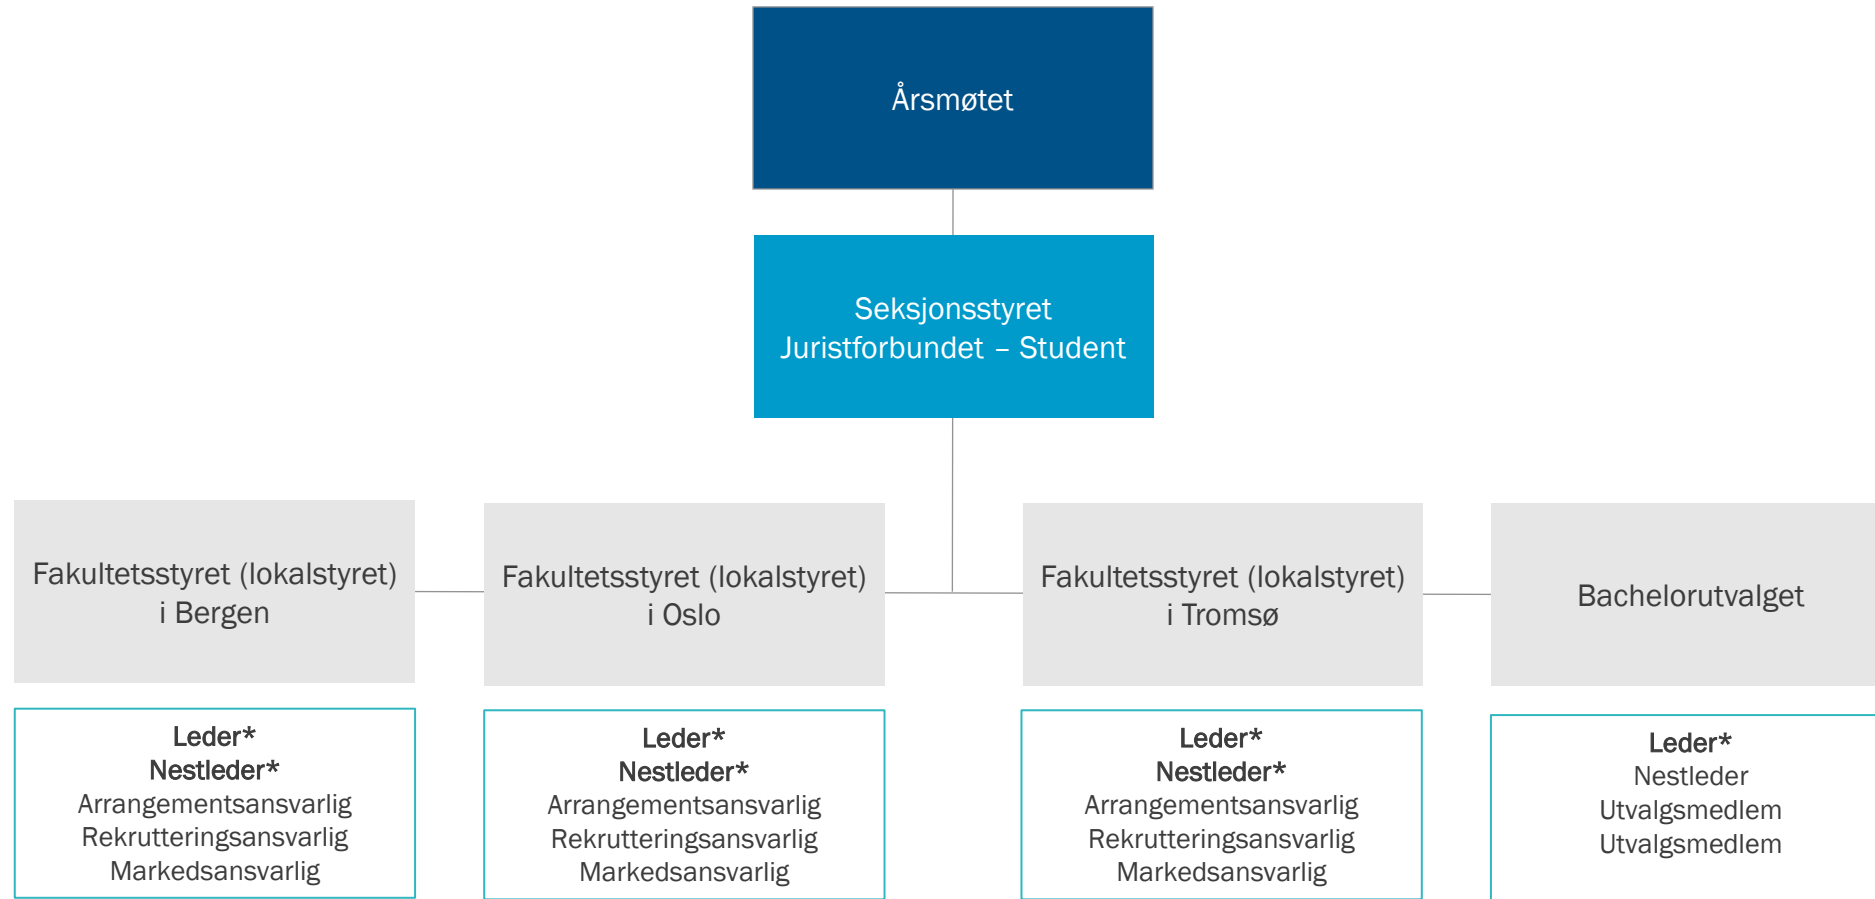 Årsmøtet
Seksjonsstyret
Juristforbundet – Student
Fakultetsstyret (lokalstyret)
i Bergen
Fakultetsstyret (lokalstyret)
i Oslo
Fakultetsstyret (lokalstyret)
i Tromsø
Bachelorutvalget
Leder*
Nestleder*
Arrangementsansvarlig
Rekrutteringsansvarlig
Markedsansvarlig
Leder*
Nestleder*
Arrangementsansvarlig
Rekrutteringsansvarlig
Markedsansvarlig
Leder*
Nestleder*
Arrangementsansvarlig
Rekrutteringsansvarlig
Markedsansvarlig
Leder*
Nestleder
Utvalgsmedlem
Utvalgsmedlem